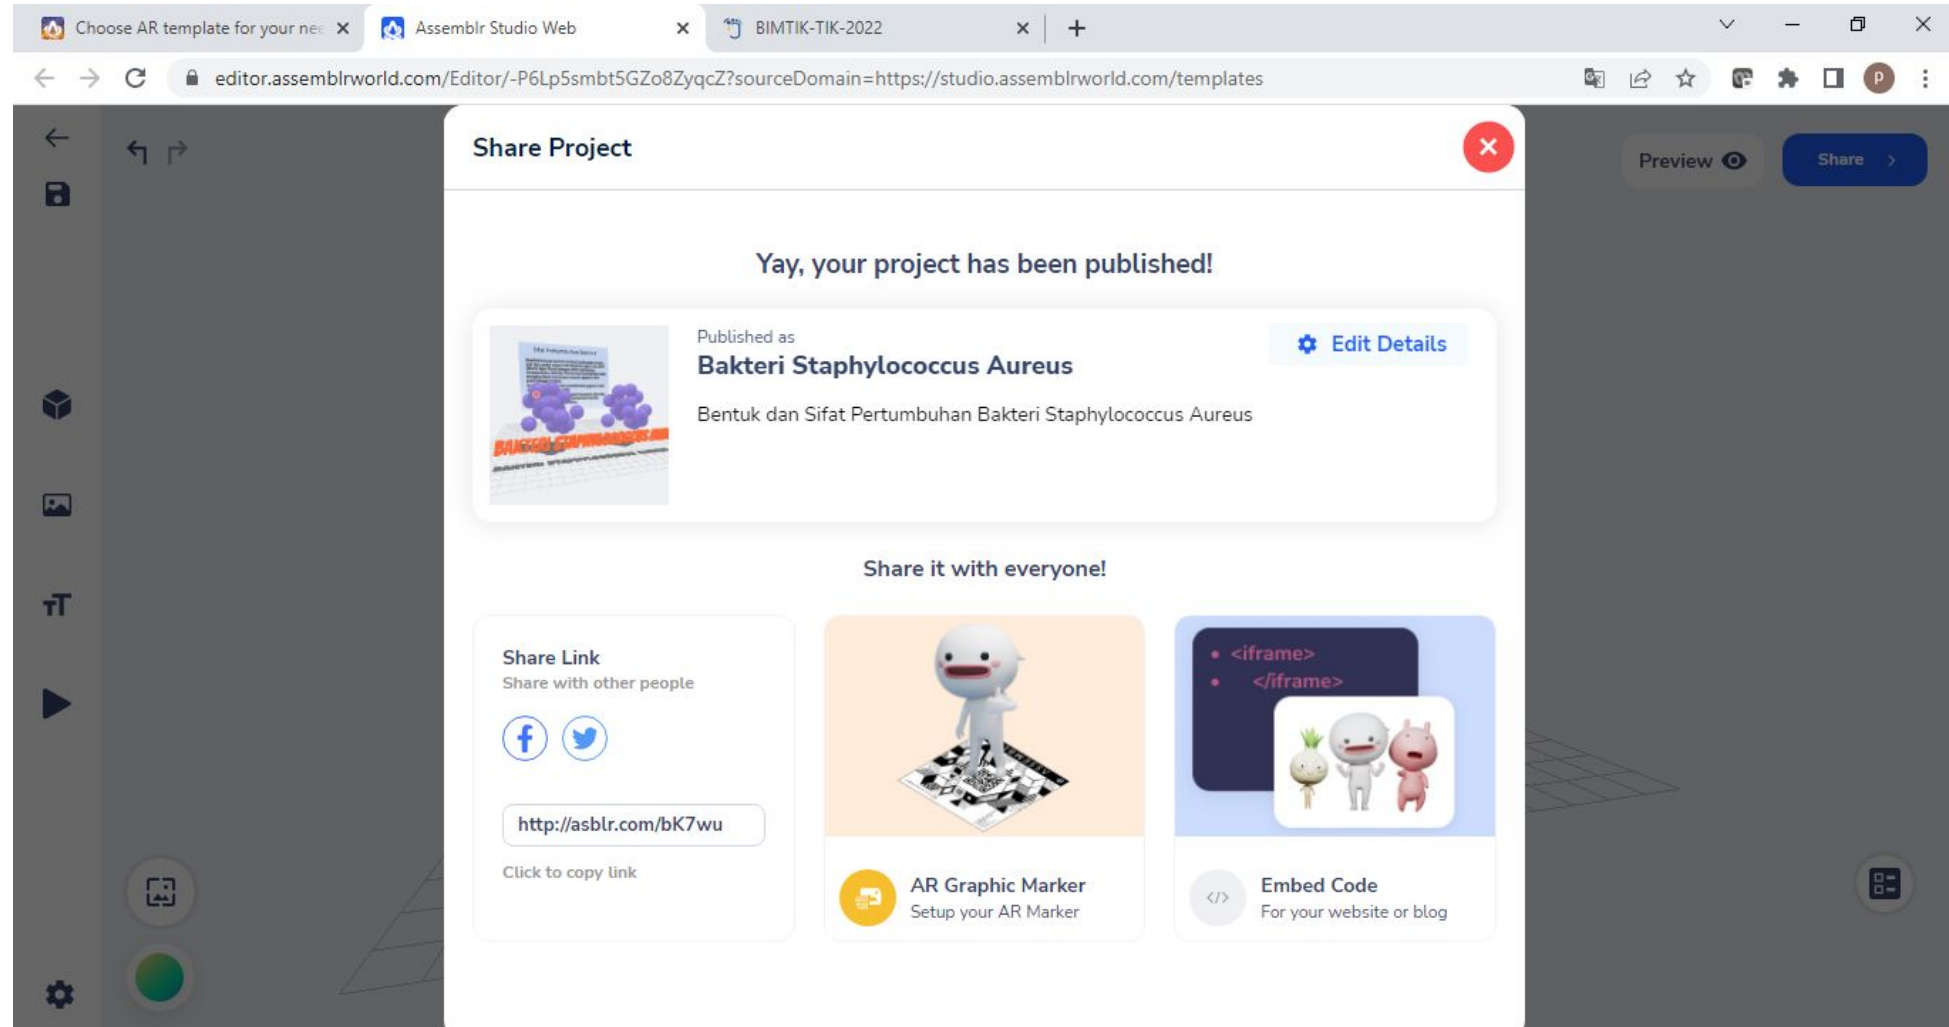 Choose AR template for your nee
Assemblr Studio Web
BIMTIK-TIK-2022
editor.assemblrworld.com/Editor/-P6Lp5smbt5GZo8ZyqcZ?sourceDomain=https://studio.assemblrworld.com/templates
P
Share Project
Preview
Share
Yay, your project has been published!
Published as
Bakteri Staphylococcus Aureus
Edit Details
Bentuk dan Sifat Pertumbuhan Bakteri Staphylococcus Aureus
Share it with everyone!
Share Link
Share with other people
http://asblr.com/bK7wu
Click to copy link
AR Graphic Marker
Setup your AR Marker
<iframe>
</iframe>
</>
Embed Code
For your website or blog
TT